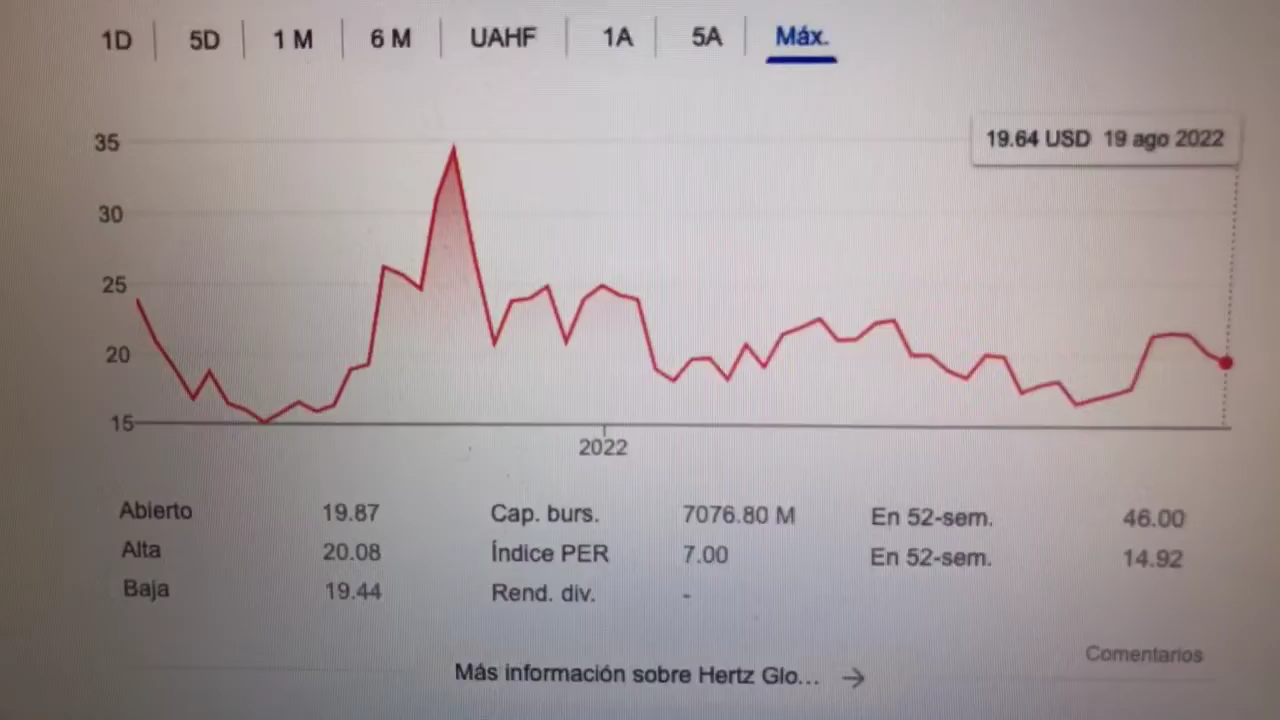 1D 5D 1 M 6 M UAHF 1A 5A Máx.
35
19.64 USD 19 ago 2022
30
25
20
15
2022
Abierto 19.87 Cap. burs. 7076.80 M En 52-sem. 46.00
Alta 20.08 Índice PER 7.00 En 52-sem. 14.92
Baja 19.44 Rend. div. -
Comentarios
Más información sobre Hertz Glo... →